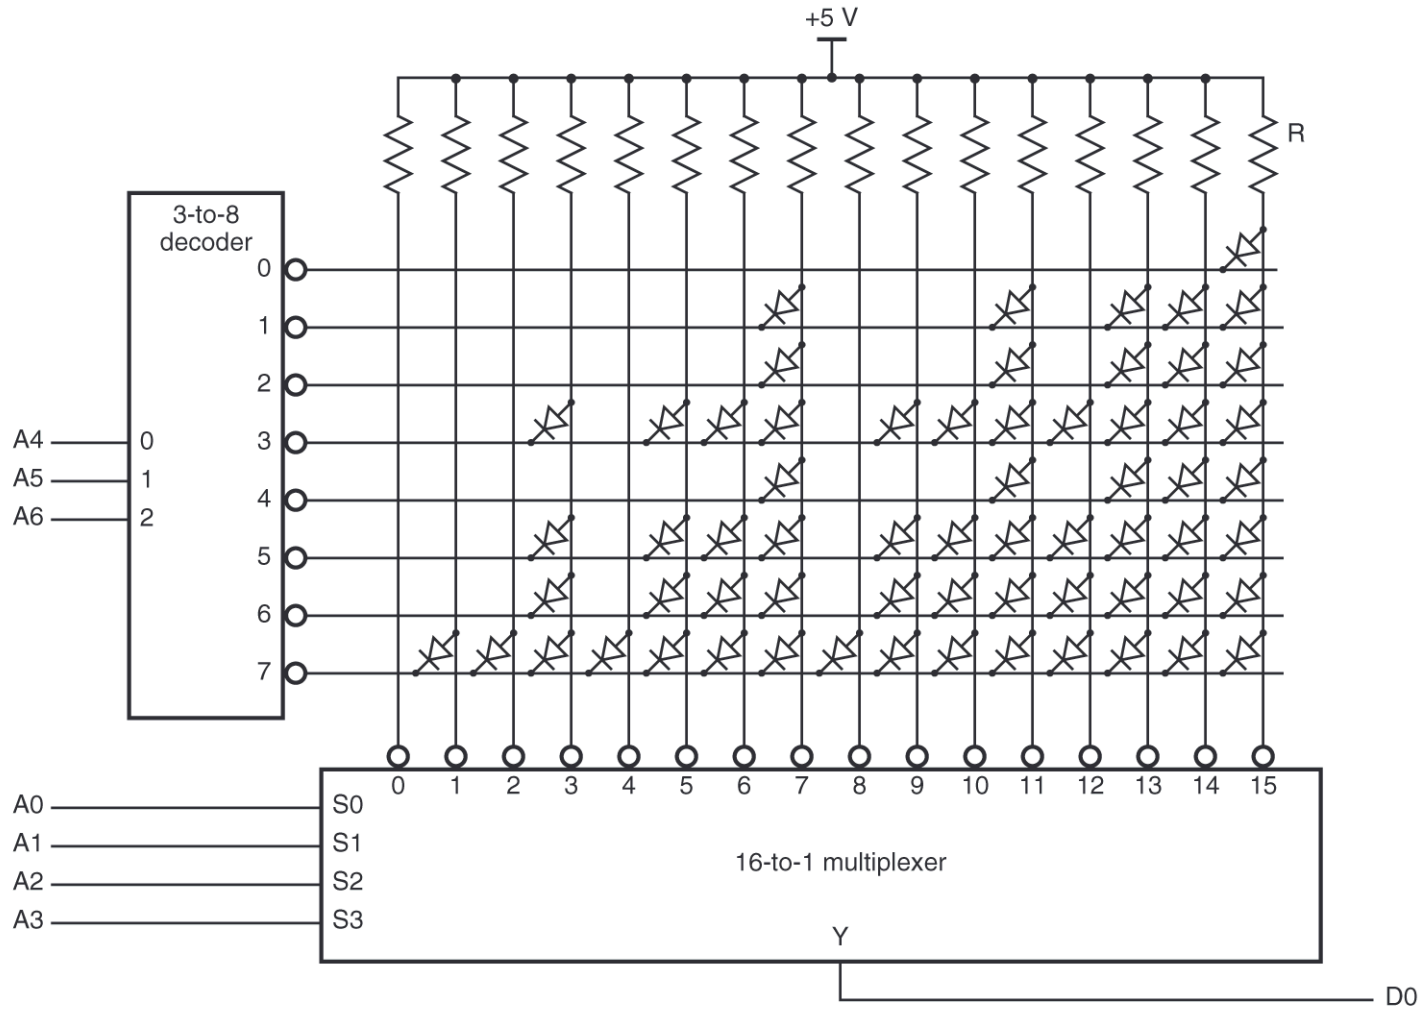 +5 V
R
3-to-8
decoder
0
1
2
A4 0 3
A5 1
4
A6 2
5
6
7
0 1 2 3 4 5 6 7 8 9 10 11 12 13 14 15
A0 S0
A1 S1
16-to-1 multiplexer
A2 S2
A3 S3
Y
D0